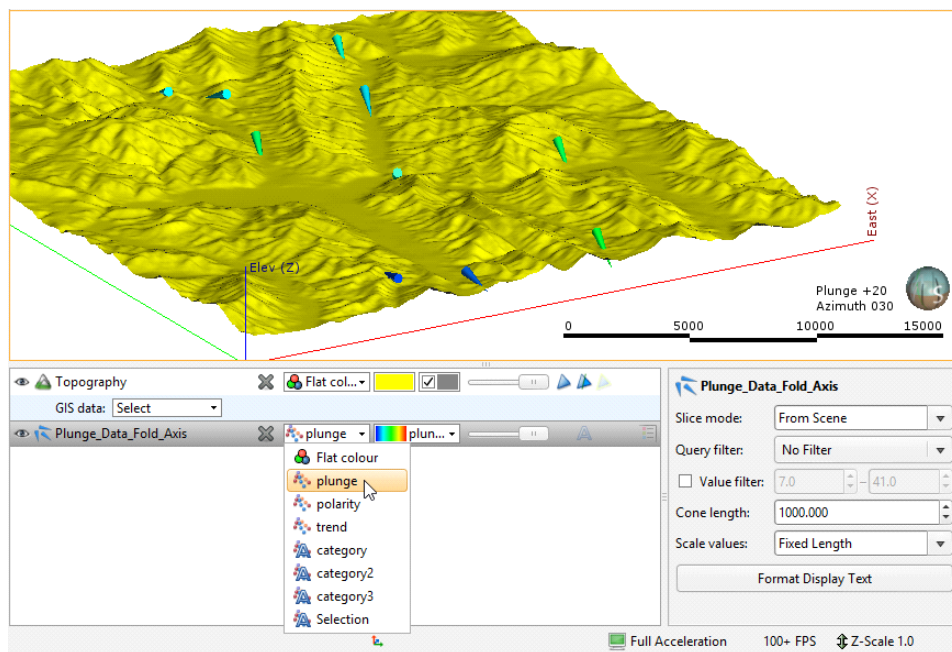 East (X)
Elev (Z)
Plunge +20
Azimuth 030
S
0 5000 10000 15000
Topography Flat col...
GIS data: Select
Plunge_Data_Fold_Axis plunge plun...
Flat colour
plunge
polarity
trend
category
category2
category3
Selection
Plunge_Data_Fold_Axis
Slice mode: From Scene
Query filter: No Filter
Value filter: 7.0 – 41.0
Cone length: 1000.000
Scale values: Fixed Length
Format Display Text
Full Acceleration 100+ FPS Z-Scale 1.0